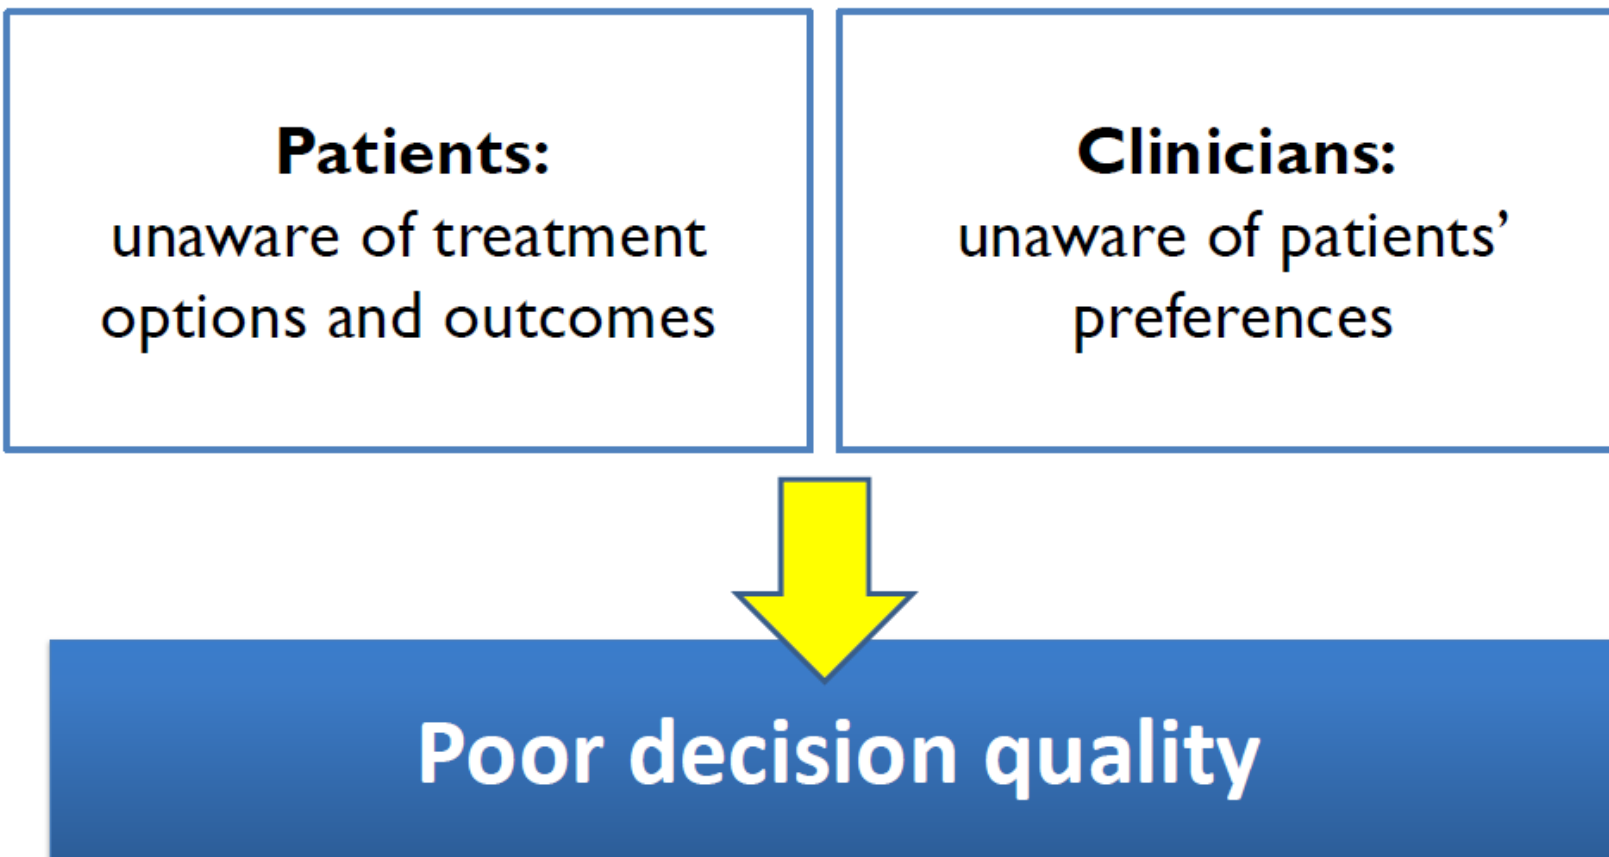 Patients:
unaware of treatment
options and outcomes
Clinicians:
unaware of patients’
preferences
Poor decision quality